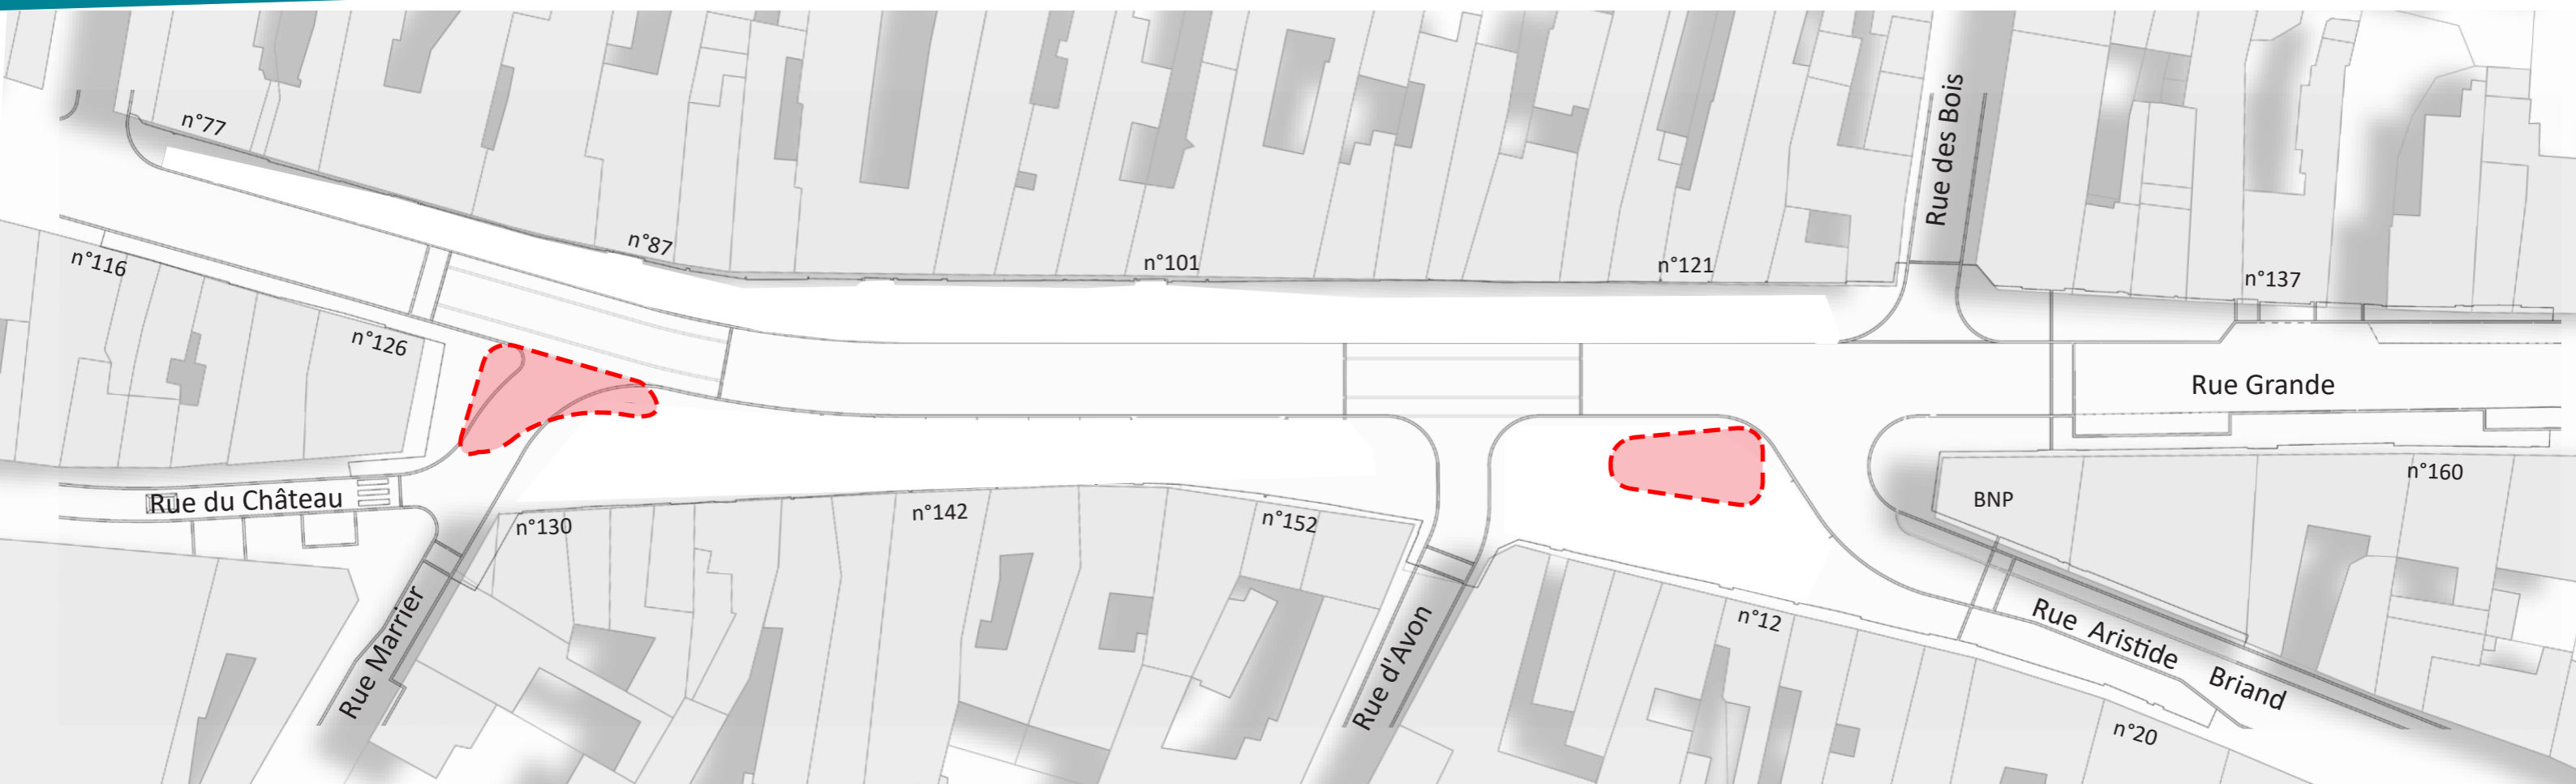 n°77
Rue des Bois
n°87
n°101
n°121
n°137
n°116
n°126
Rue Grande
Rue du Château
n°130
n°142
n°152
BNP
n°160
Rue Marrier
Rue d'Avon
n°12
Rue Aristide Briand
n°20